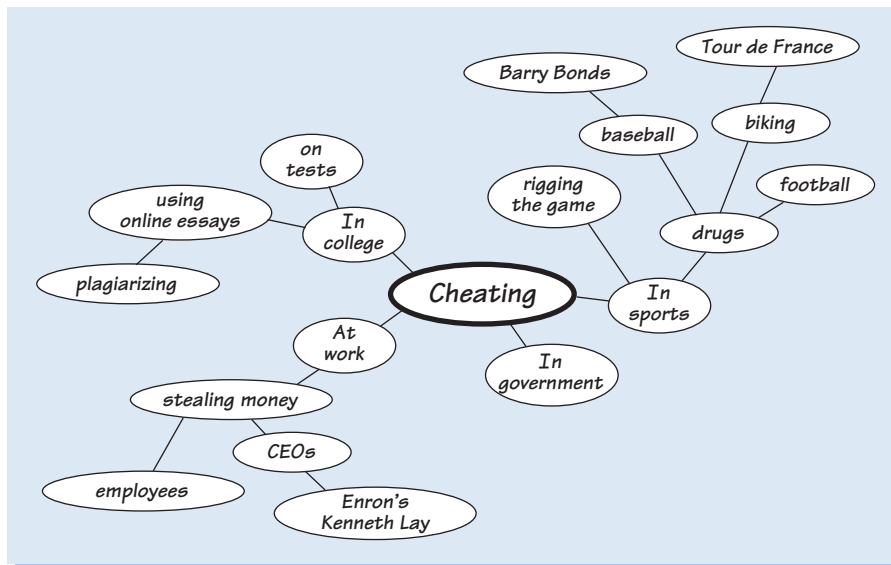 Tour de France
Barry Bonds
biking
baseball
on
tests
football
rigging
the game
using
online essays
In
college
drugs
plagiarizing
Cheating
In
sports
At
work
In
government
stealing money
CEOs
employees
Enron's
Kenneth Lay